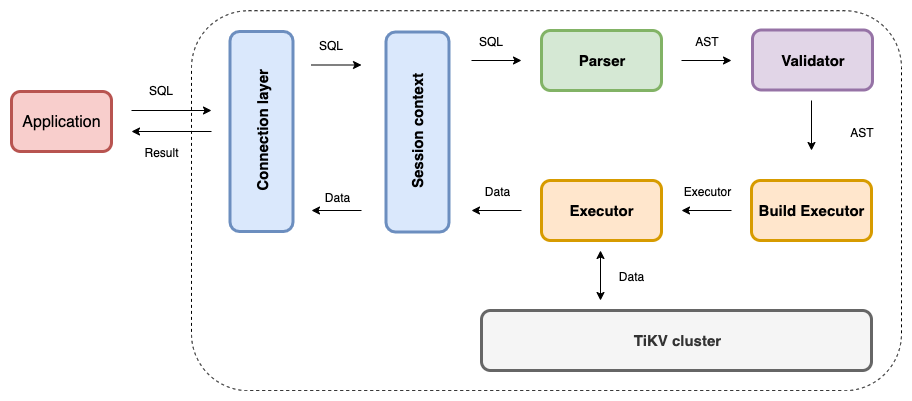 Application
SQL
Result
Connection layer
SQL
Data
Session context
SQL
Data
Parser
AST
Validator
AST
Build Executor
Executor
Executor
Data
TiKV cluster